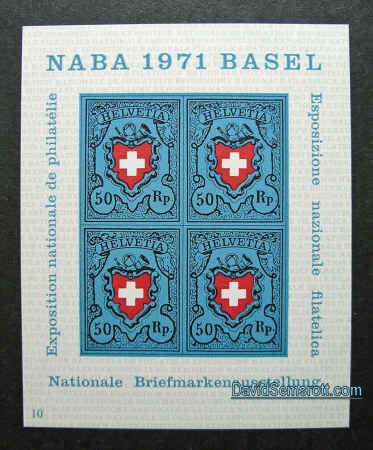 NABA 1971 BASEL
Exposition nationale de philatélie
Esposizione nazionale filatelica
HELVETIA
50 Rp
HELVETIA
50 Rp
HELVETIA
50 Rp
HELVETIA
50 Rp
Nationale Briefmarkenausstellung
DavidSemsrott.com
10